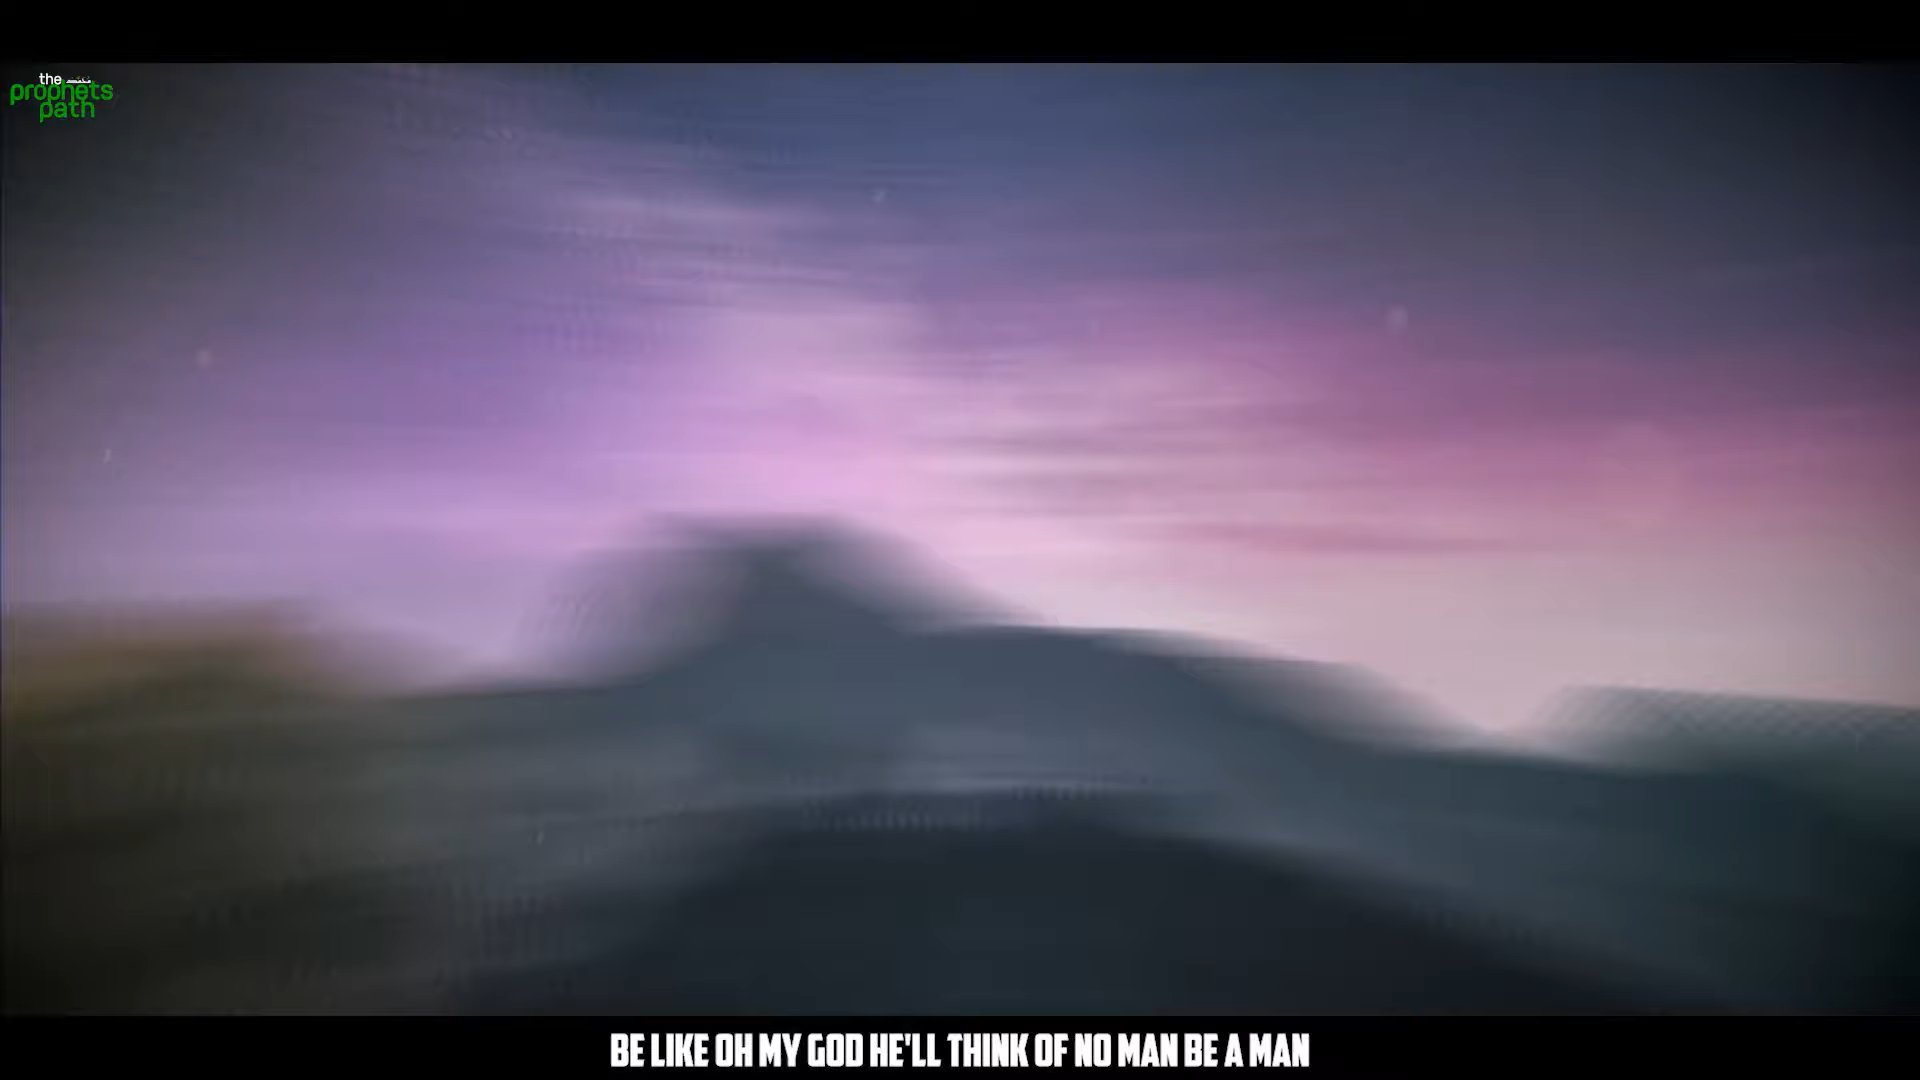 the
prophets
path
BE LIKE OH MY GOD HE'LL THINK OF NO MAN BE A MAN